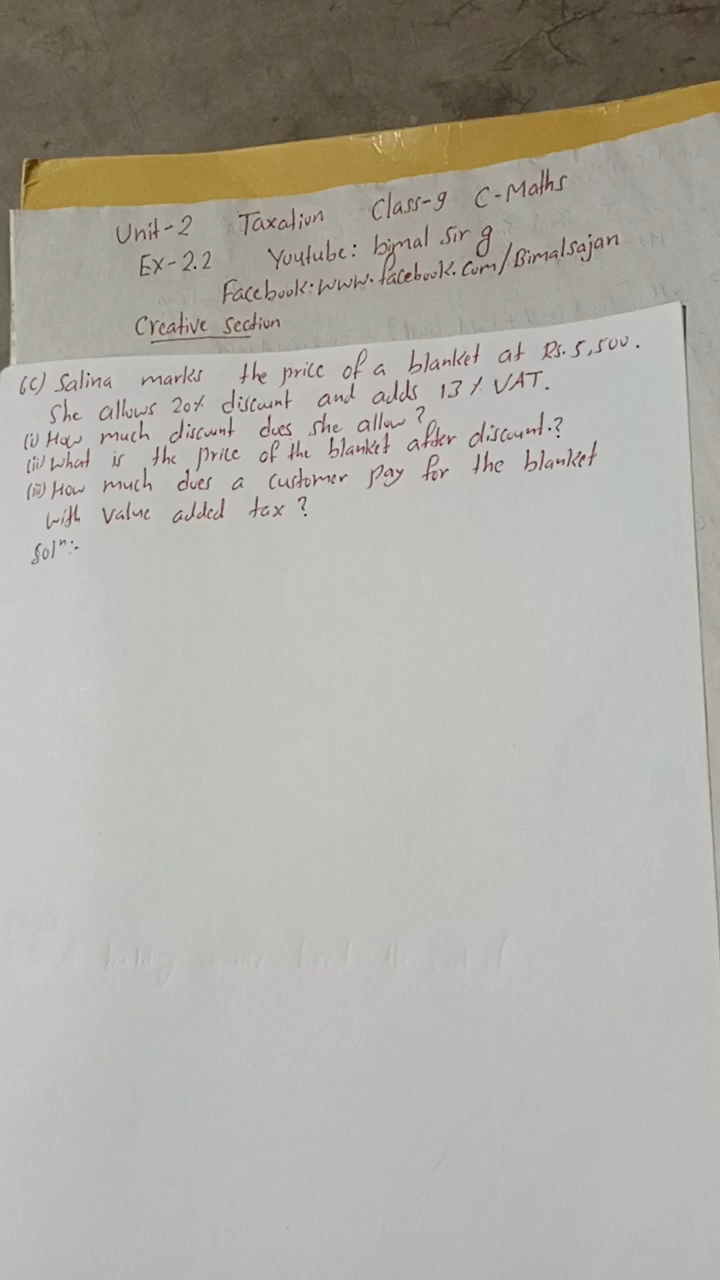 Unit-2 Taxation Class-9 C-Maths
Ex-2.2 Youtube: bimal sir g
Facebook: www.facebook.com/Bimalsajan
Creative section
6c) Salina marks the price of a blanket at Rs. 5,500.
She allows 20% discount and adds 13% VAT.
(i) How much discount does she allow?
(ii) What is the price of the blanket after discount.?
(iii) How much does a customer pay for the blanket
with value added tax?
Solⁿ:-